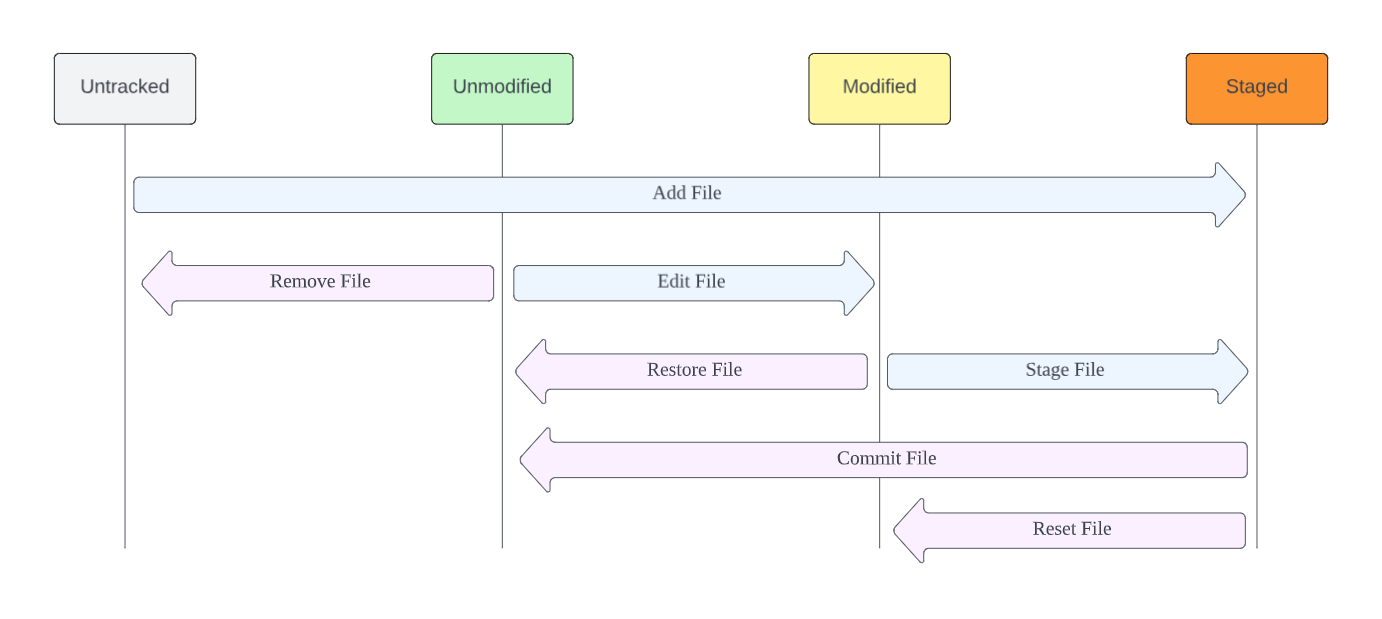 Untracked
Unmodified
Modified
Staged
Add File
Remove File
Edit File
Restore File
Stage File
Commit File
Reset File